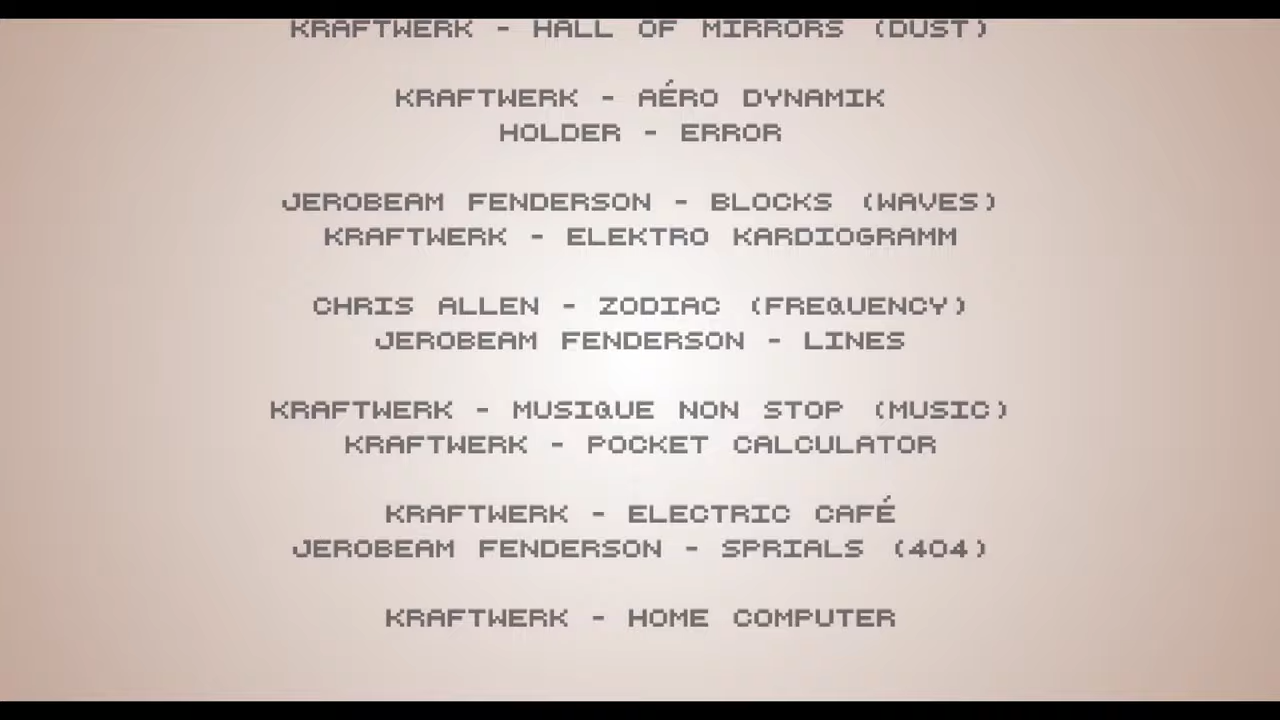 KRAFTWERK - HALL OF MIRRORS (DUST)
KRAFTWERK - AÉRO DYNAMIK
HOLDER - ERROR
JEROBEAM FENDERSON - BLOCKS (WAVES)
KRAFTWERK - ELEKTRO KARDIOGRAMM
CHRIS ALLEN - ZODIAC (FREQUENCY)
JEROBEAM FENDERSON - LINES
KRAFTWERK - MUSIQUE NON STOP (MUSIC)
KRAFTWERK - POCKET CALCULATOR
KRAFTWERK - ELECTRIC CAFÉ
JEROBEAM FENDERSON - SPRIALS (404)
KRAFTWERK - HOME COMPUTER